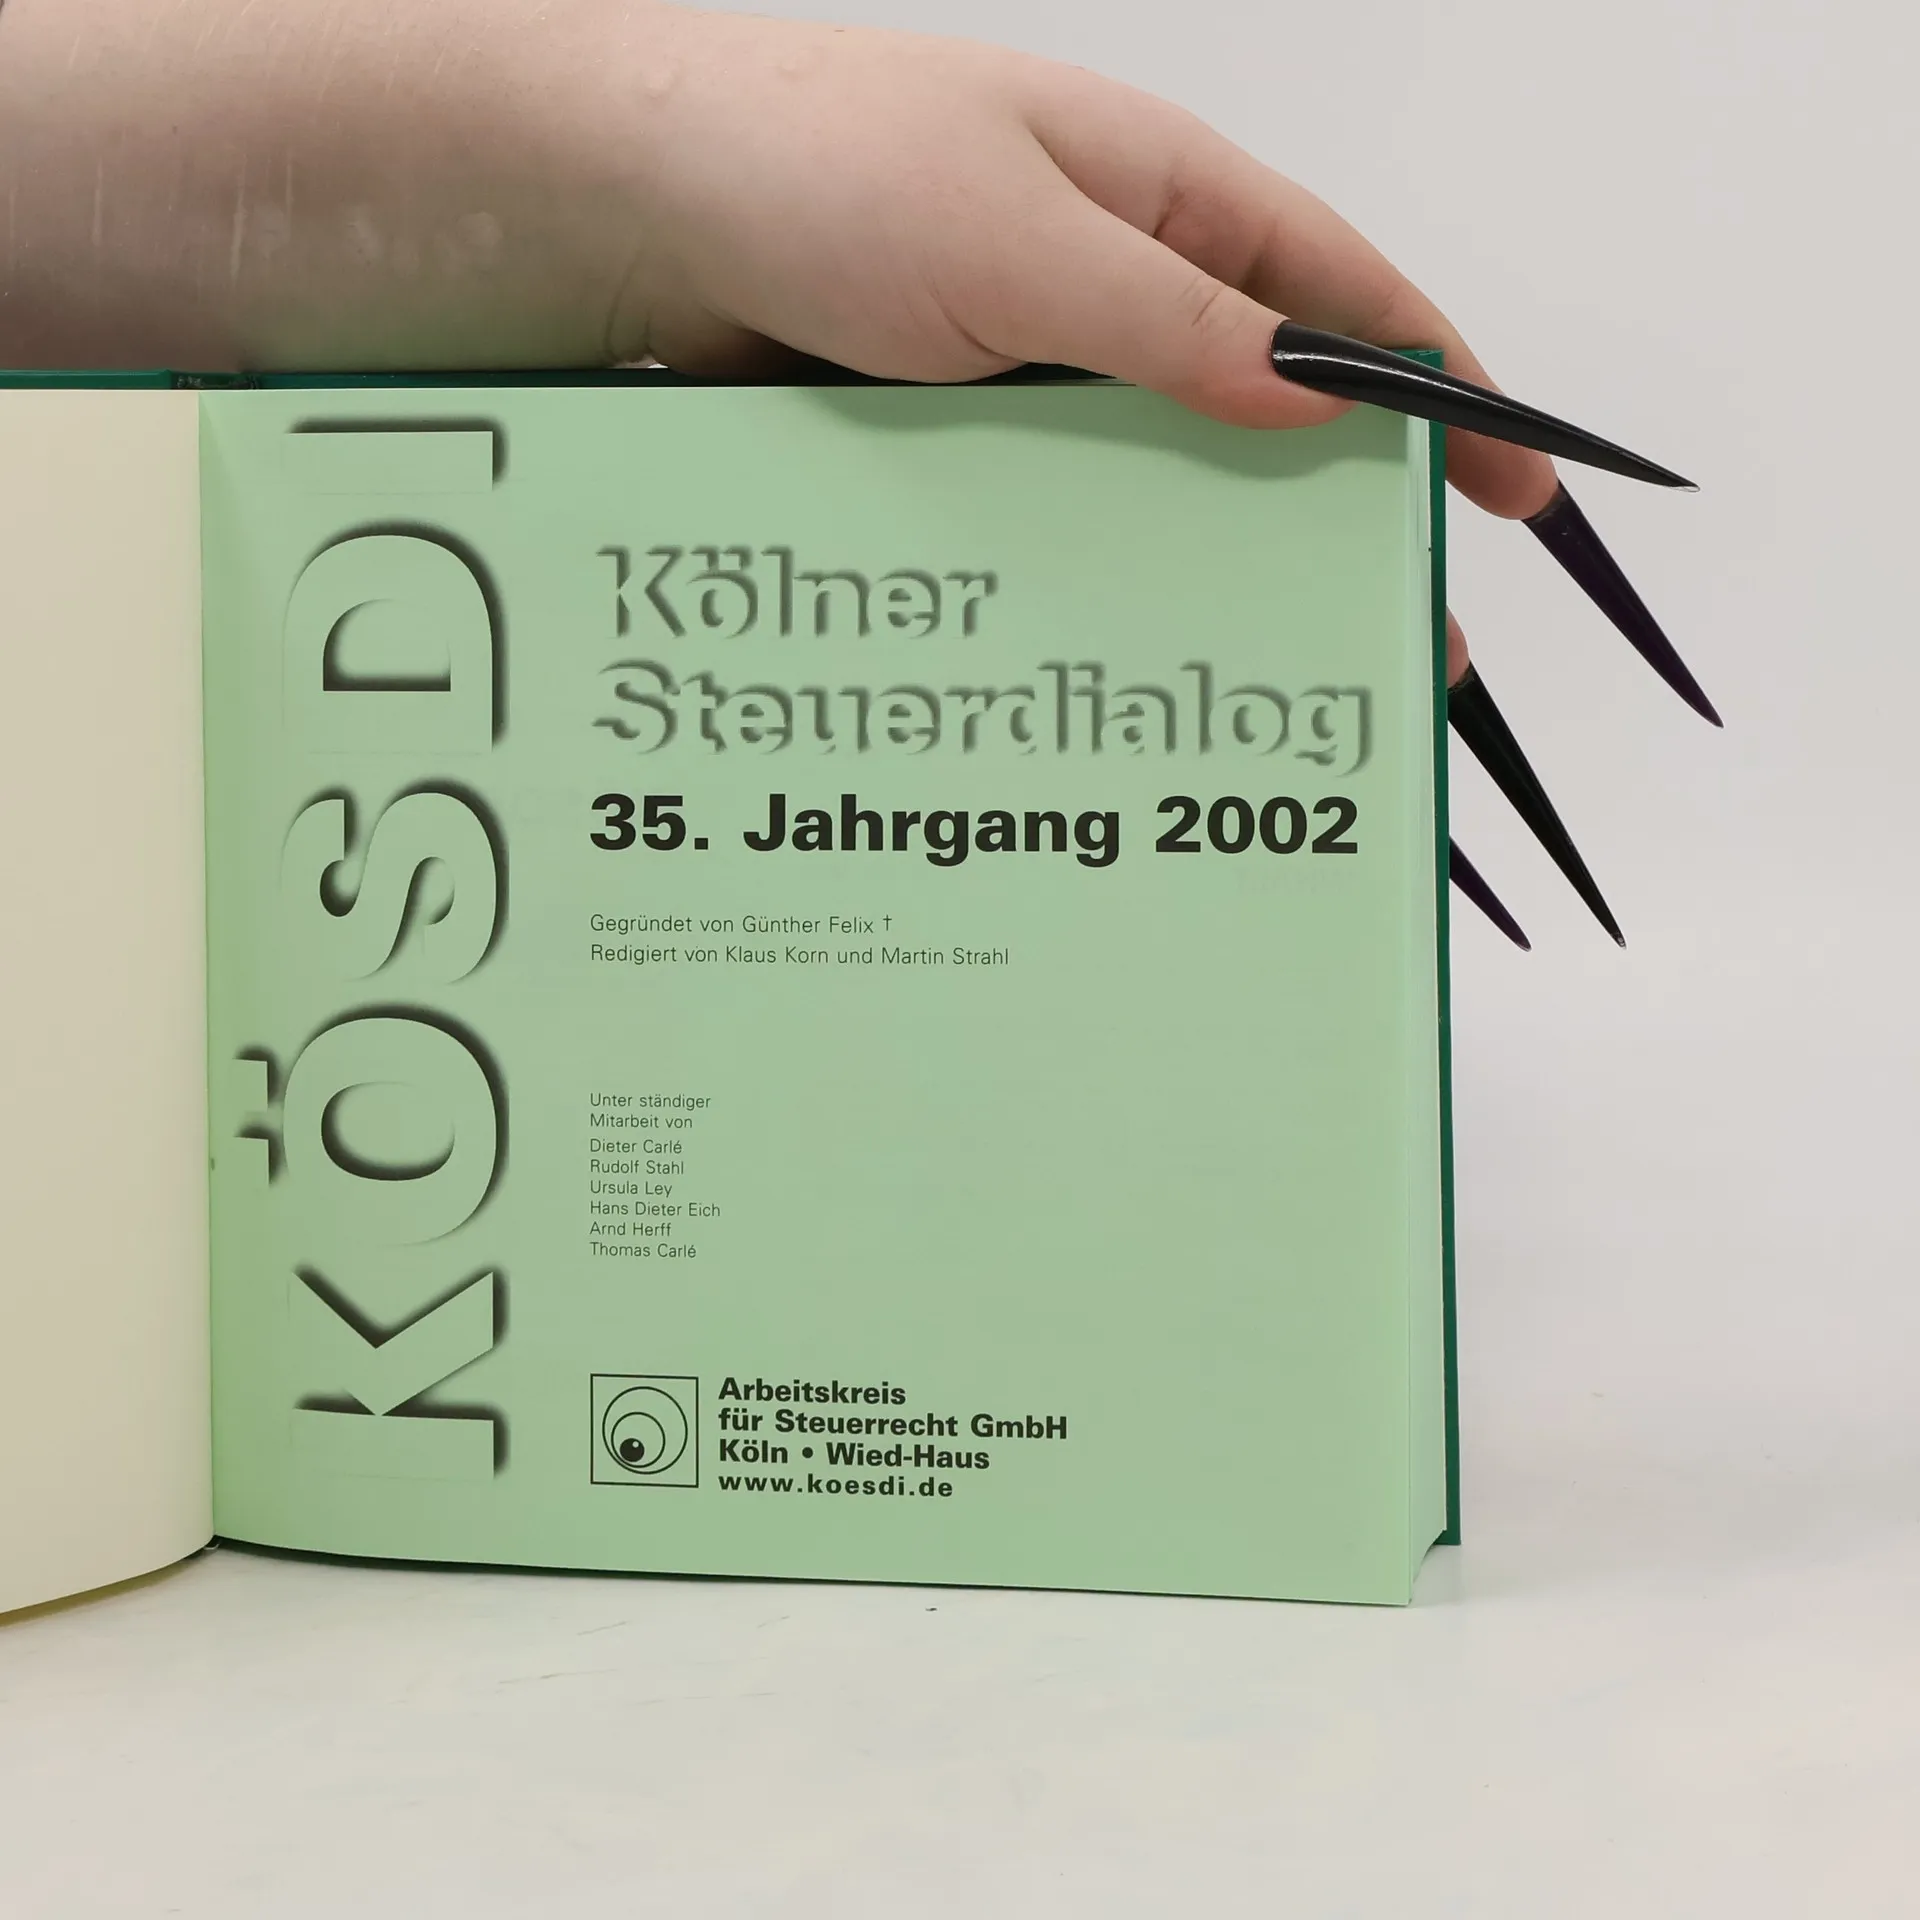 KÖSDI
Kölner
Steuerdialog
35. Jahrgang 2002
Gegründet von Günther Felix †
Redigiert von Klaus Korn und Martin Strahl
Unter ständiger
Mitarbeit von
Dieter Carlé
Rudolf Stahl
Ursula Ley
Hans Dieter Eich
Arnd Herff
Thomas Carlé
Arbeitskreis
für Steuerrecht GmbH
Köln • Wied-Haus
www.koesdi.de